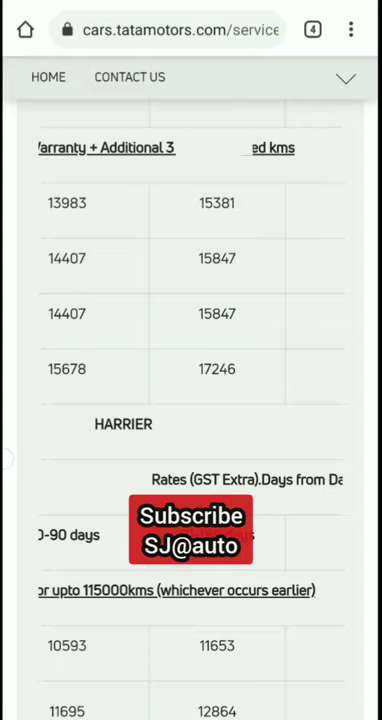 cars.tatamotors.com/service
4
HOME CONTACT US
arranty + Additional 3 ed kms
13983 15381
14407 15847
14407 15847
15678 17246
HARRIER
Rates (GST Extra).Days from Da
0-90 days
Subscribe
SJ@auto
or upto 115000kms (whichever occurs earlier)
10593 11653
11695 12864